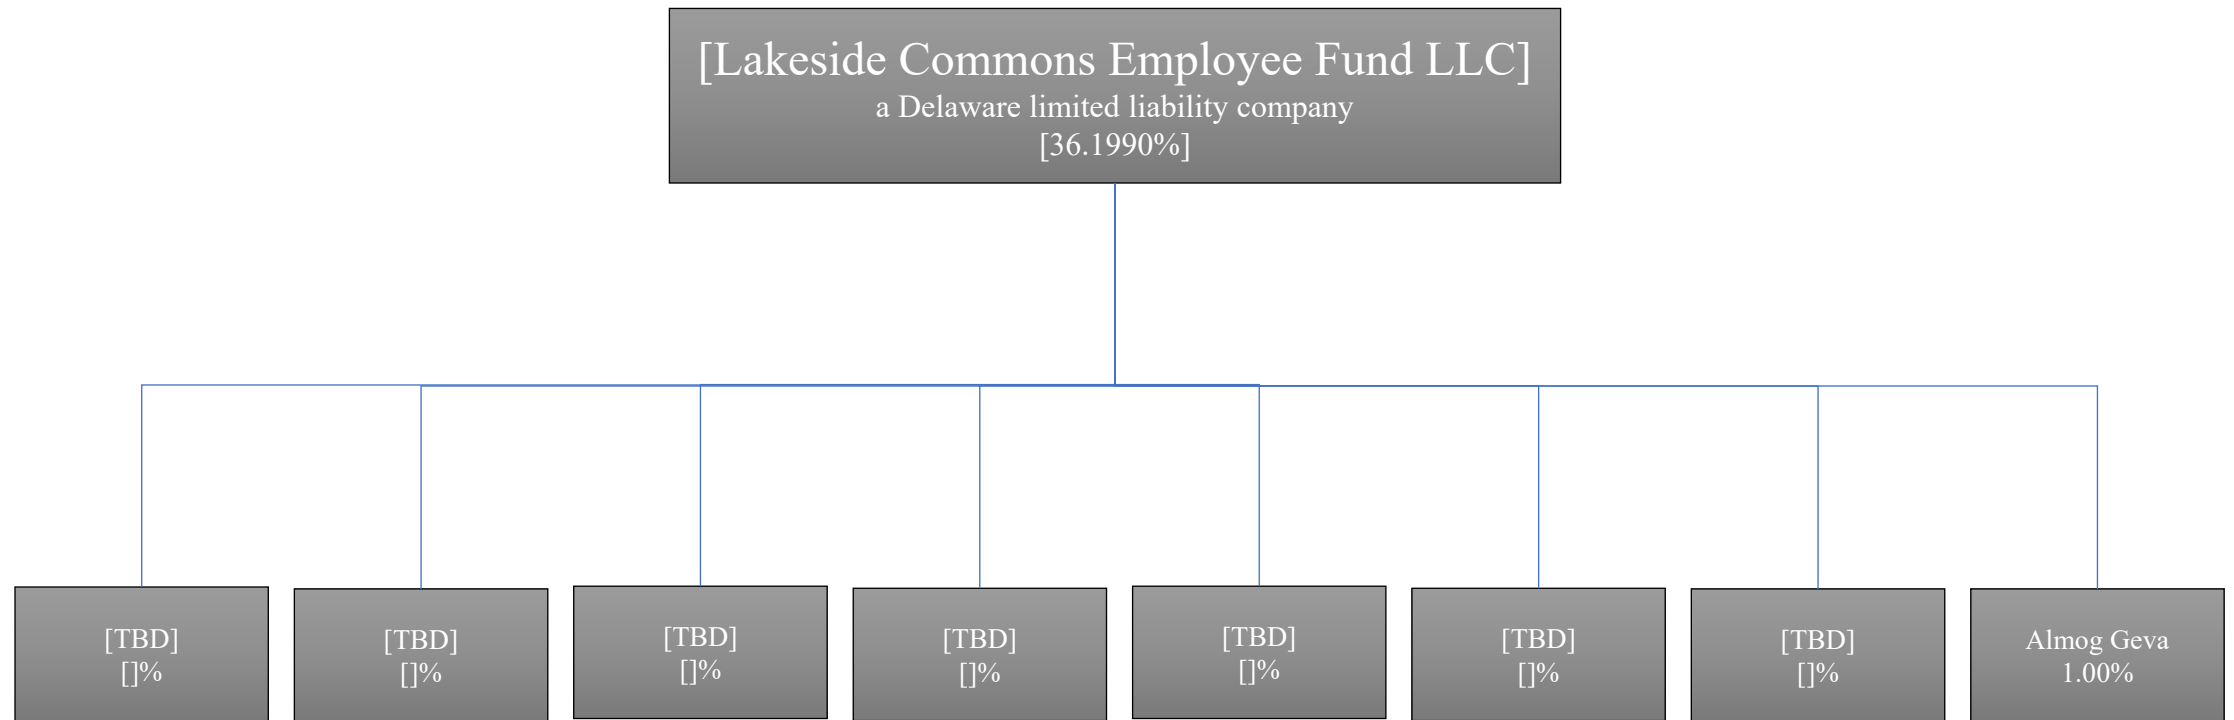 [Lakeside Commons Employee Fund LLC]
a Delaware limited liability company
[36.1990%]
[TBD]
[]%
[TBD]
[]%
[TBD]
[]%
[TBD]
[]%
[TBD]
[]%
[TBD]
[]%
[TBD]
[]%
Almog Geva
1.00%